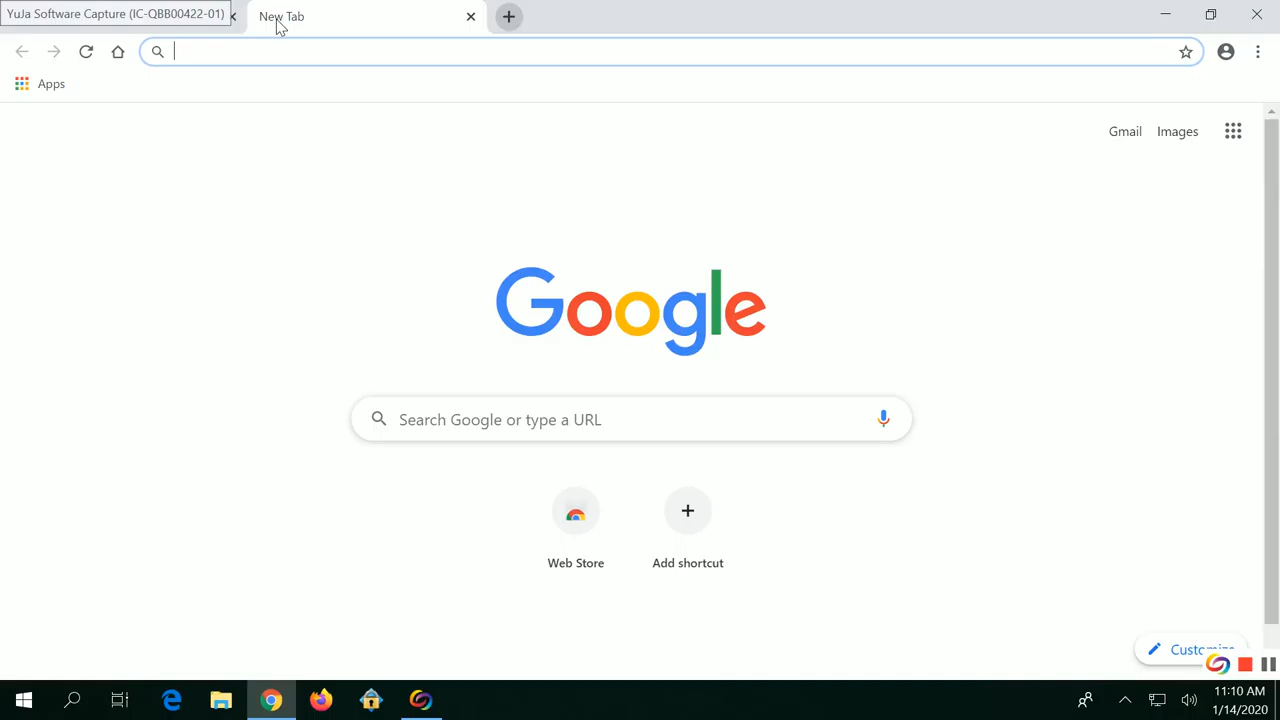 YuJa Software Capture (IC-QBB00422-01)
New Tab
Apps
Gmail Images
Google
Search Google or type a URL
Web Store Add shortcut
Customize
11:10 AM
1/14/2020